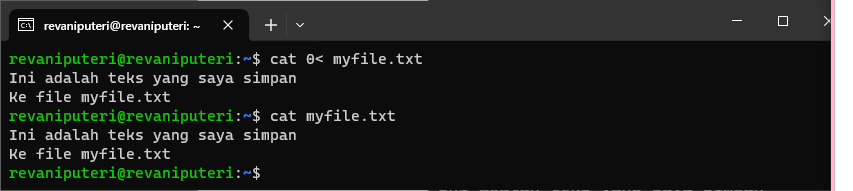 revaniputeri@revaniputeri: ~
revaniputeri@revaniputeri:~$ cat 0< myfile.txt
Ini adalah teks yang saya simpan
Ke file myfile.txt
revaniputeri@revaniputeri:~$ cat myfile.txt
Ini adalah teks yang saya simpan
Ke file myfile.txt
revaniputeri@revaniputeri:~$